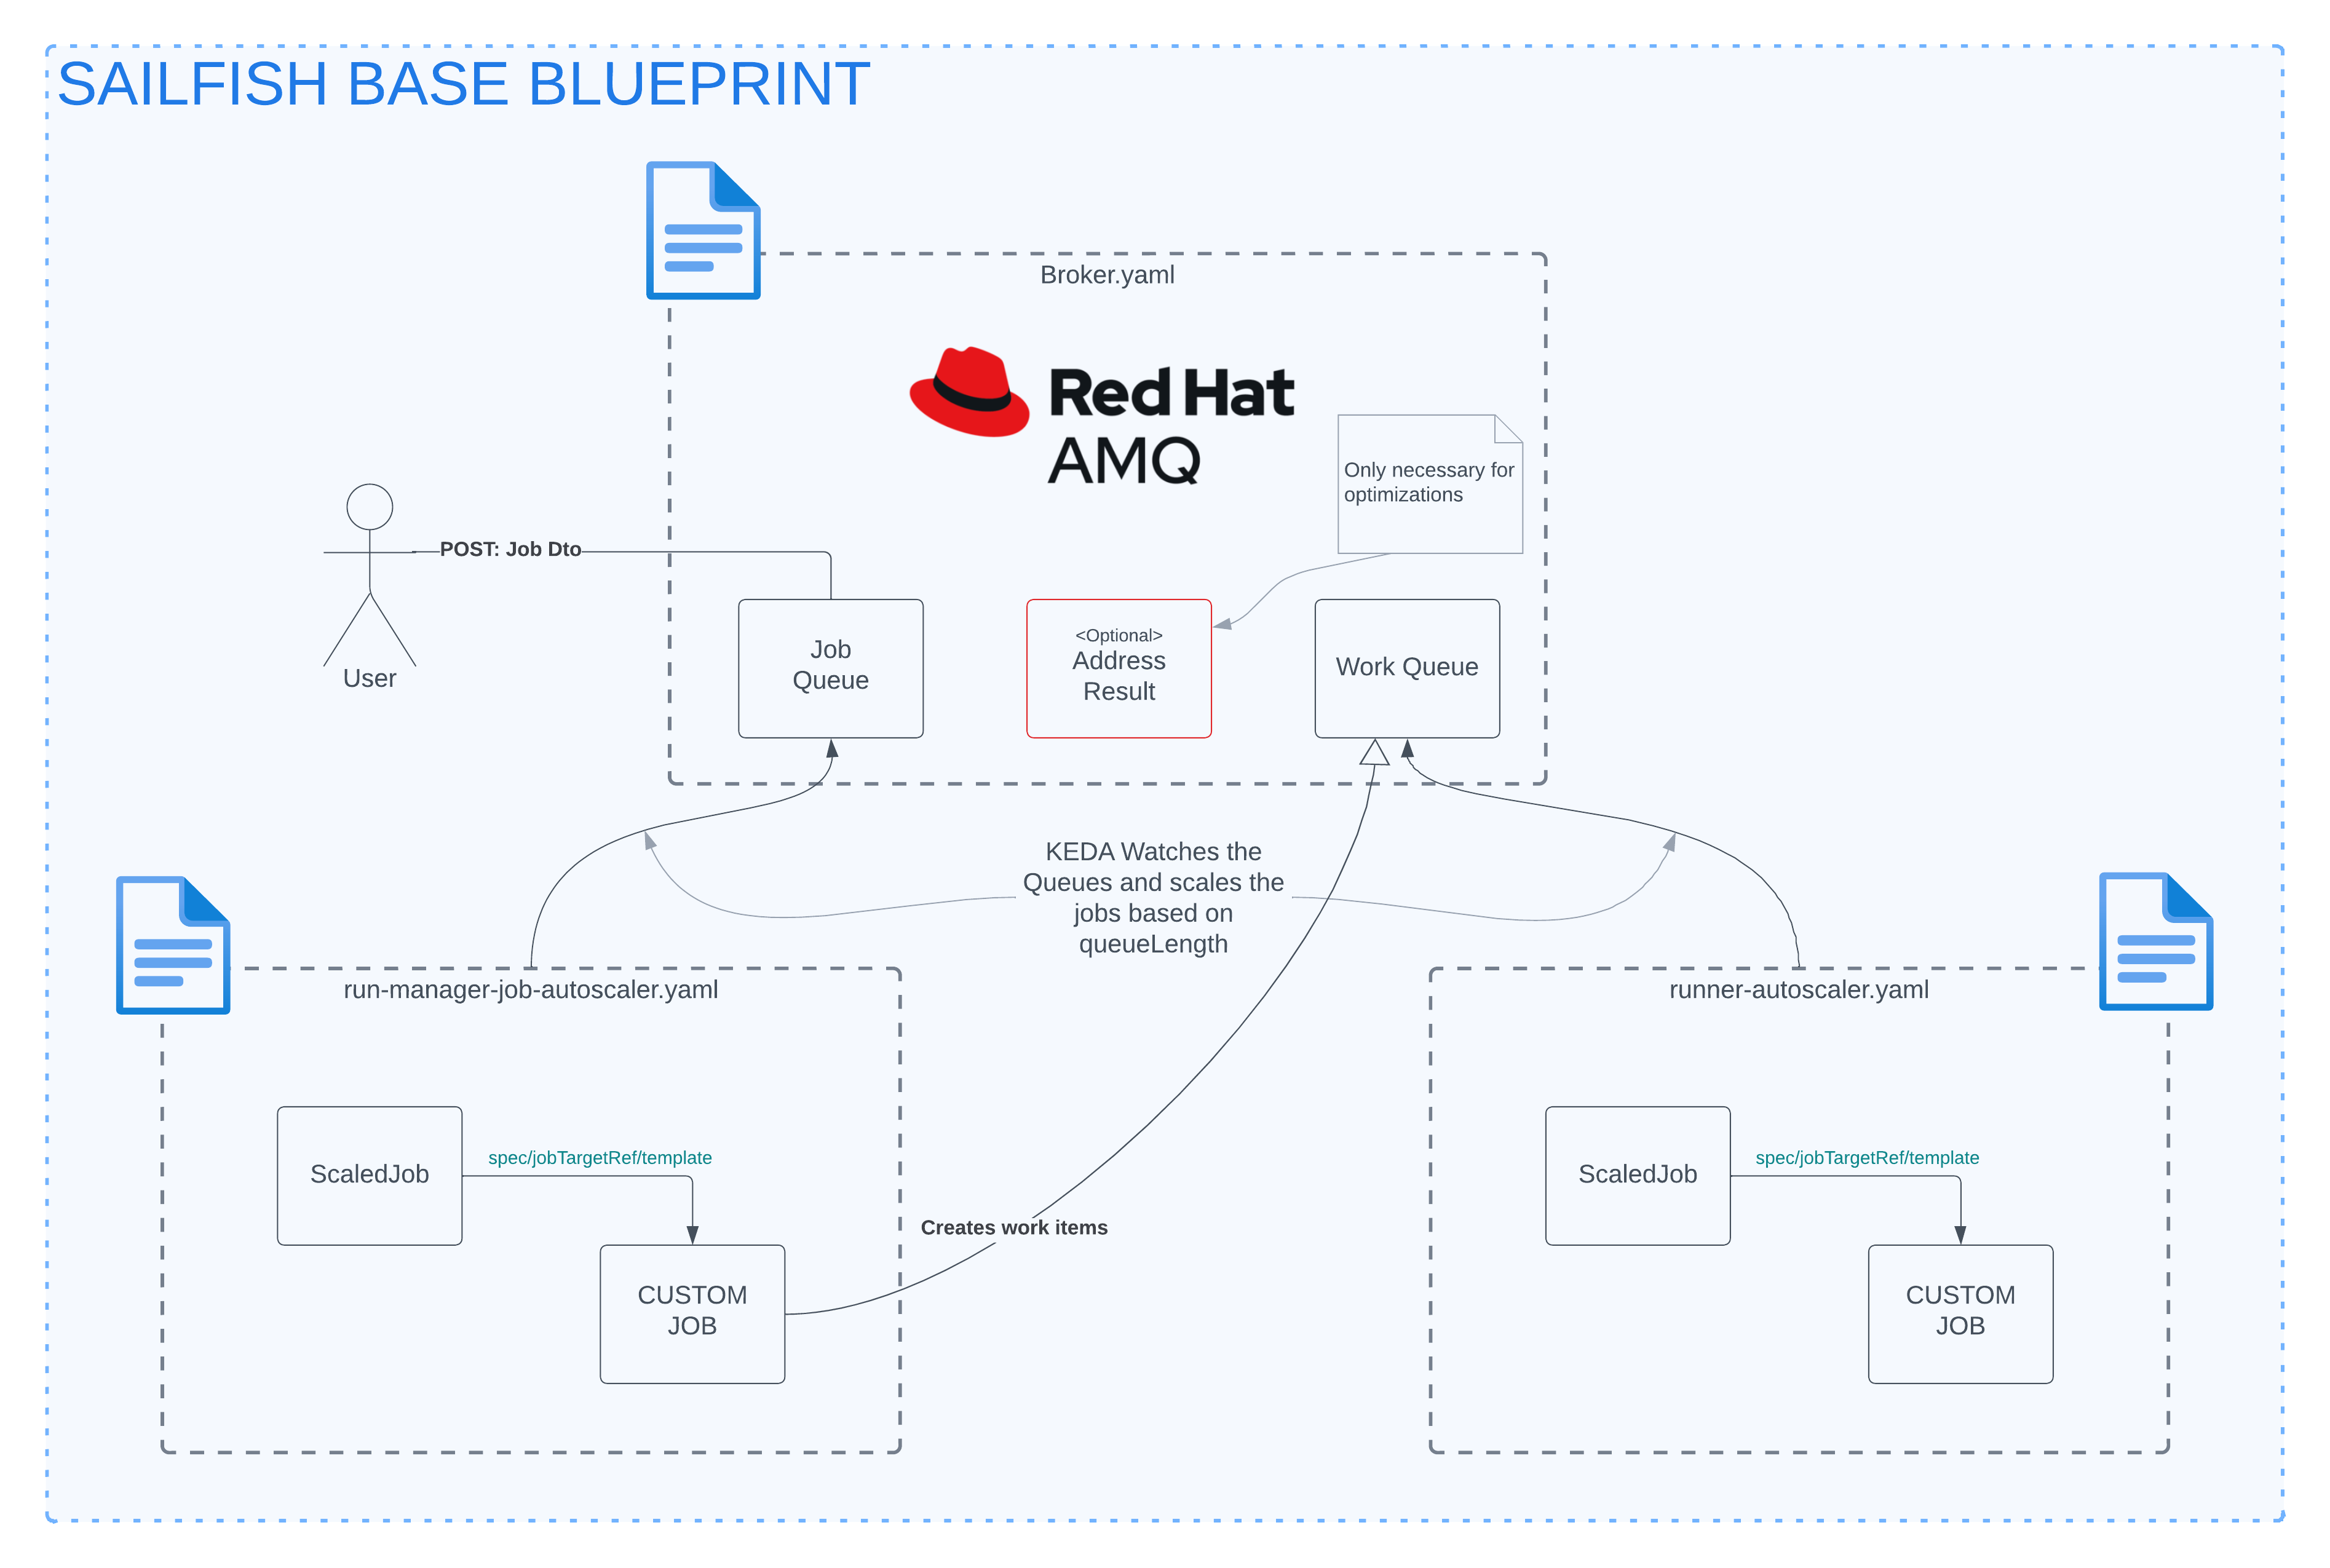 SAILFISH BASE BLUEPRINT
Broker.yaml
Red Hat
AMQ
Only necessary for
optimizations
POST: Job Dto
User
Job
Queue
<Optional>
Address
Result
Work Queue
KEDA Watches the
Queues and scales the
jobs based on
queueLength
run-manager-job-autoscaler.yaml
ScaledJob
spec/jobTargetRef/template
CUSTOM
JOB
Creates work items
runner-autoscaler.yaml
ScaledJob
spec/jobTargetRef/template
CUSTOM
JOB